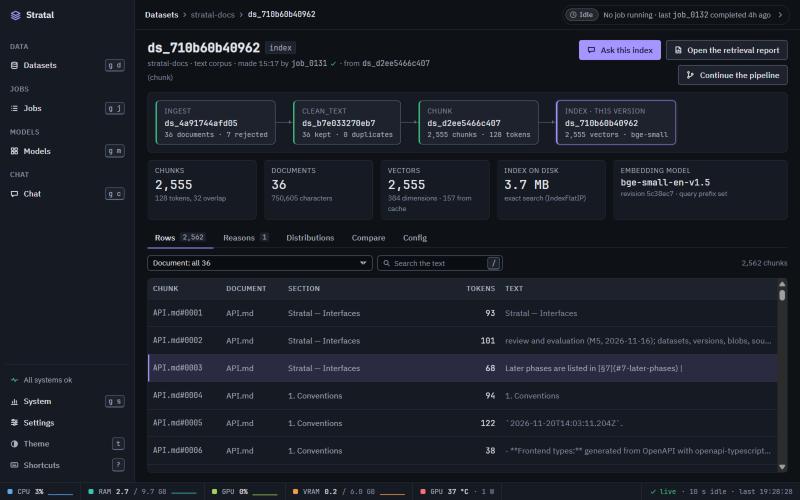 Stratal
Datasets › stratal-docs › ds_710b60b40962
Idle No job running · last job_0132 completed 4h ago
DATA
Datasets g d
JOBS
Jobs g j
MODELS
Models g m
CHAT
Chat g c
ds_710b60b40962 index
stratal-docs · text corpus · made 15:17 by job_0131 ✓ · from ds_d2ee5466c407
(chunk)
Ask this index
Open the retrieval report
Continue the pipeline
INGEST
ds_4a91744afd05
36 documents · 7 rejected
CLEAN_TEXT
ds_b7e033270eb7
36 kept · 0 duplicates
CHUNK
ds_d2ee5466c407
2,555 chunks · 128 tokens
INDEX · THIS VERSION
ds_710b60b40962
2,555 vectors · bge-small
CHUNKS
2,555
128 tokens, 32 overlap
DOCUMENTS
36
750,605 characters
VECTORS
2,555
384 dimensions · 157 from
cache
INDEX ON DISK
3.7 MB
exact search (IndexFlatIP)
EMBEDDING MODEL
bge-small-en-v1.5
revision 5c38ec7 · query prefix set
Rows 2,562 Reasons 1 Distributions Compare Config
Document: all 36
Search the text /
2,562 chunks
CHUNK DOCUMENT SECTION TOKENS TEXT
API.md#0001 API.md Stratal — Interfaces 93 Stratal — Interfaces
API.md#0002 API.md Stratal — Interfaces 101 review and evaluation (M5, 2026-11-16); datasets, versions, blobs, sou…
API.md#0003 API.md Stratal — Interfaces 68 Later phases are listed in [§7](#7-later-phases) |
API.md#0004 API.md 1. Conventions 94 1. Conventions
API.md#0005 API.md 1. Conventions 122 `2026-11-20T14:03:11.204Z`.
API.md#0006 API.md 1. Conventions 38 - **Frontend types:** generated from OpenAPI with openapi-typescript…
All systems ok
System g s
Settings
Theme t
Shortcuts ?
CPU 3% RAM 2.7 / 9.7 GB GPU 0% VRAM 0.2 / 6.0 GB GPU 37 °C · 1 W
✓ live · 10 s idle · last 19:28:28